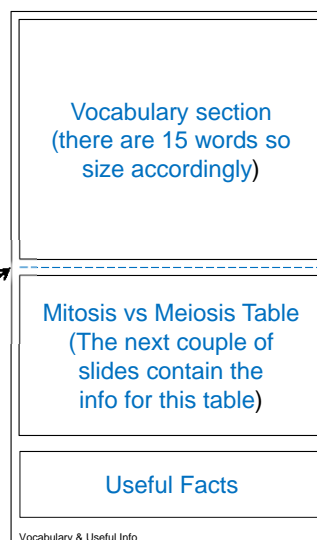 Vocabulary section
(there are 15 words so
size accordingly)
Mitosis vs Meiosis Table
(The next couple of
slides contain the
info for this table)
Useful Facts
Vocabulary & Useful Info